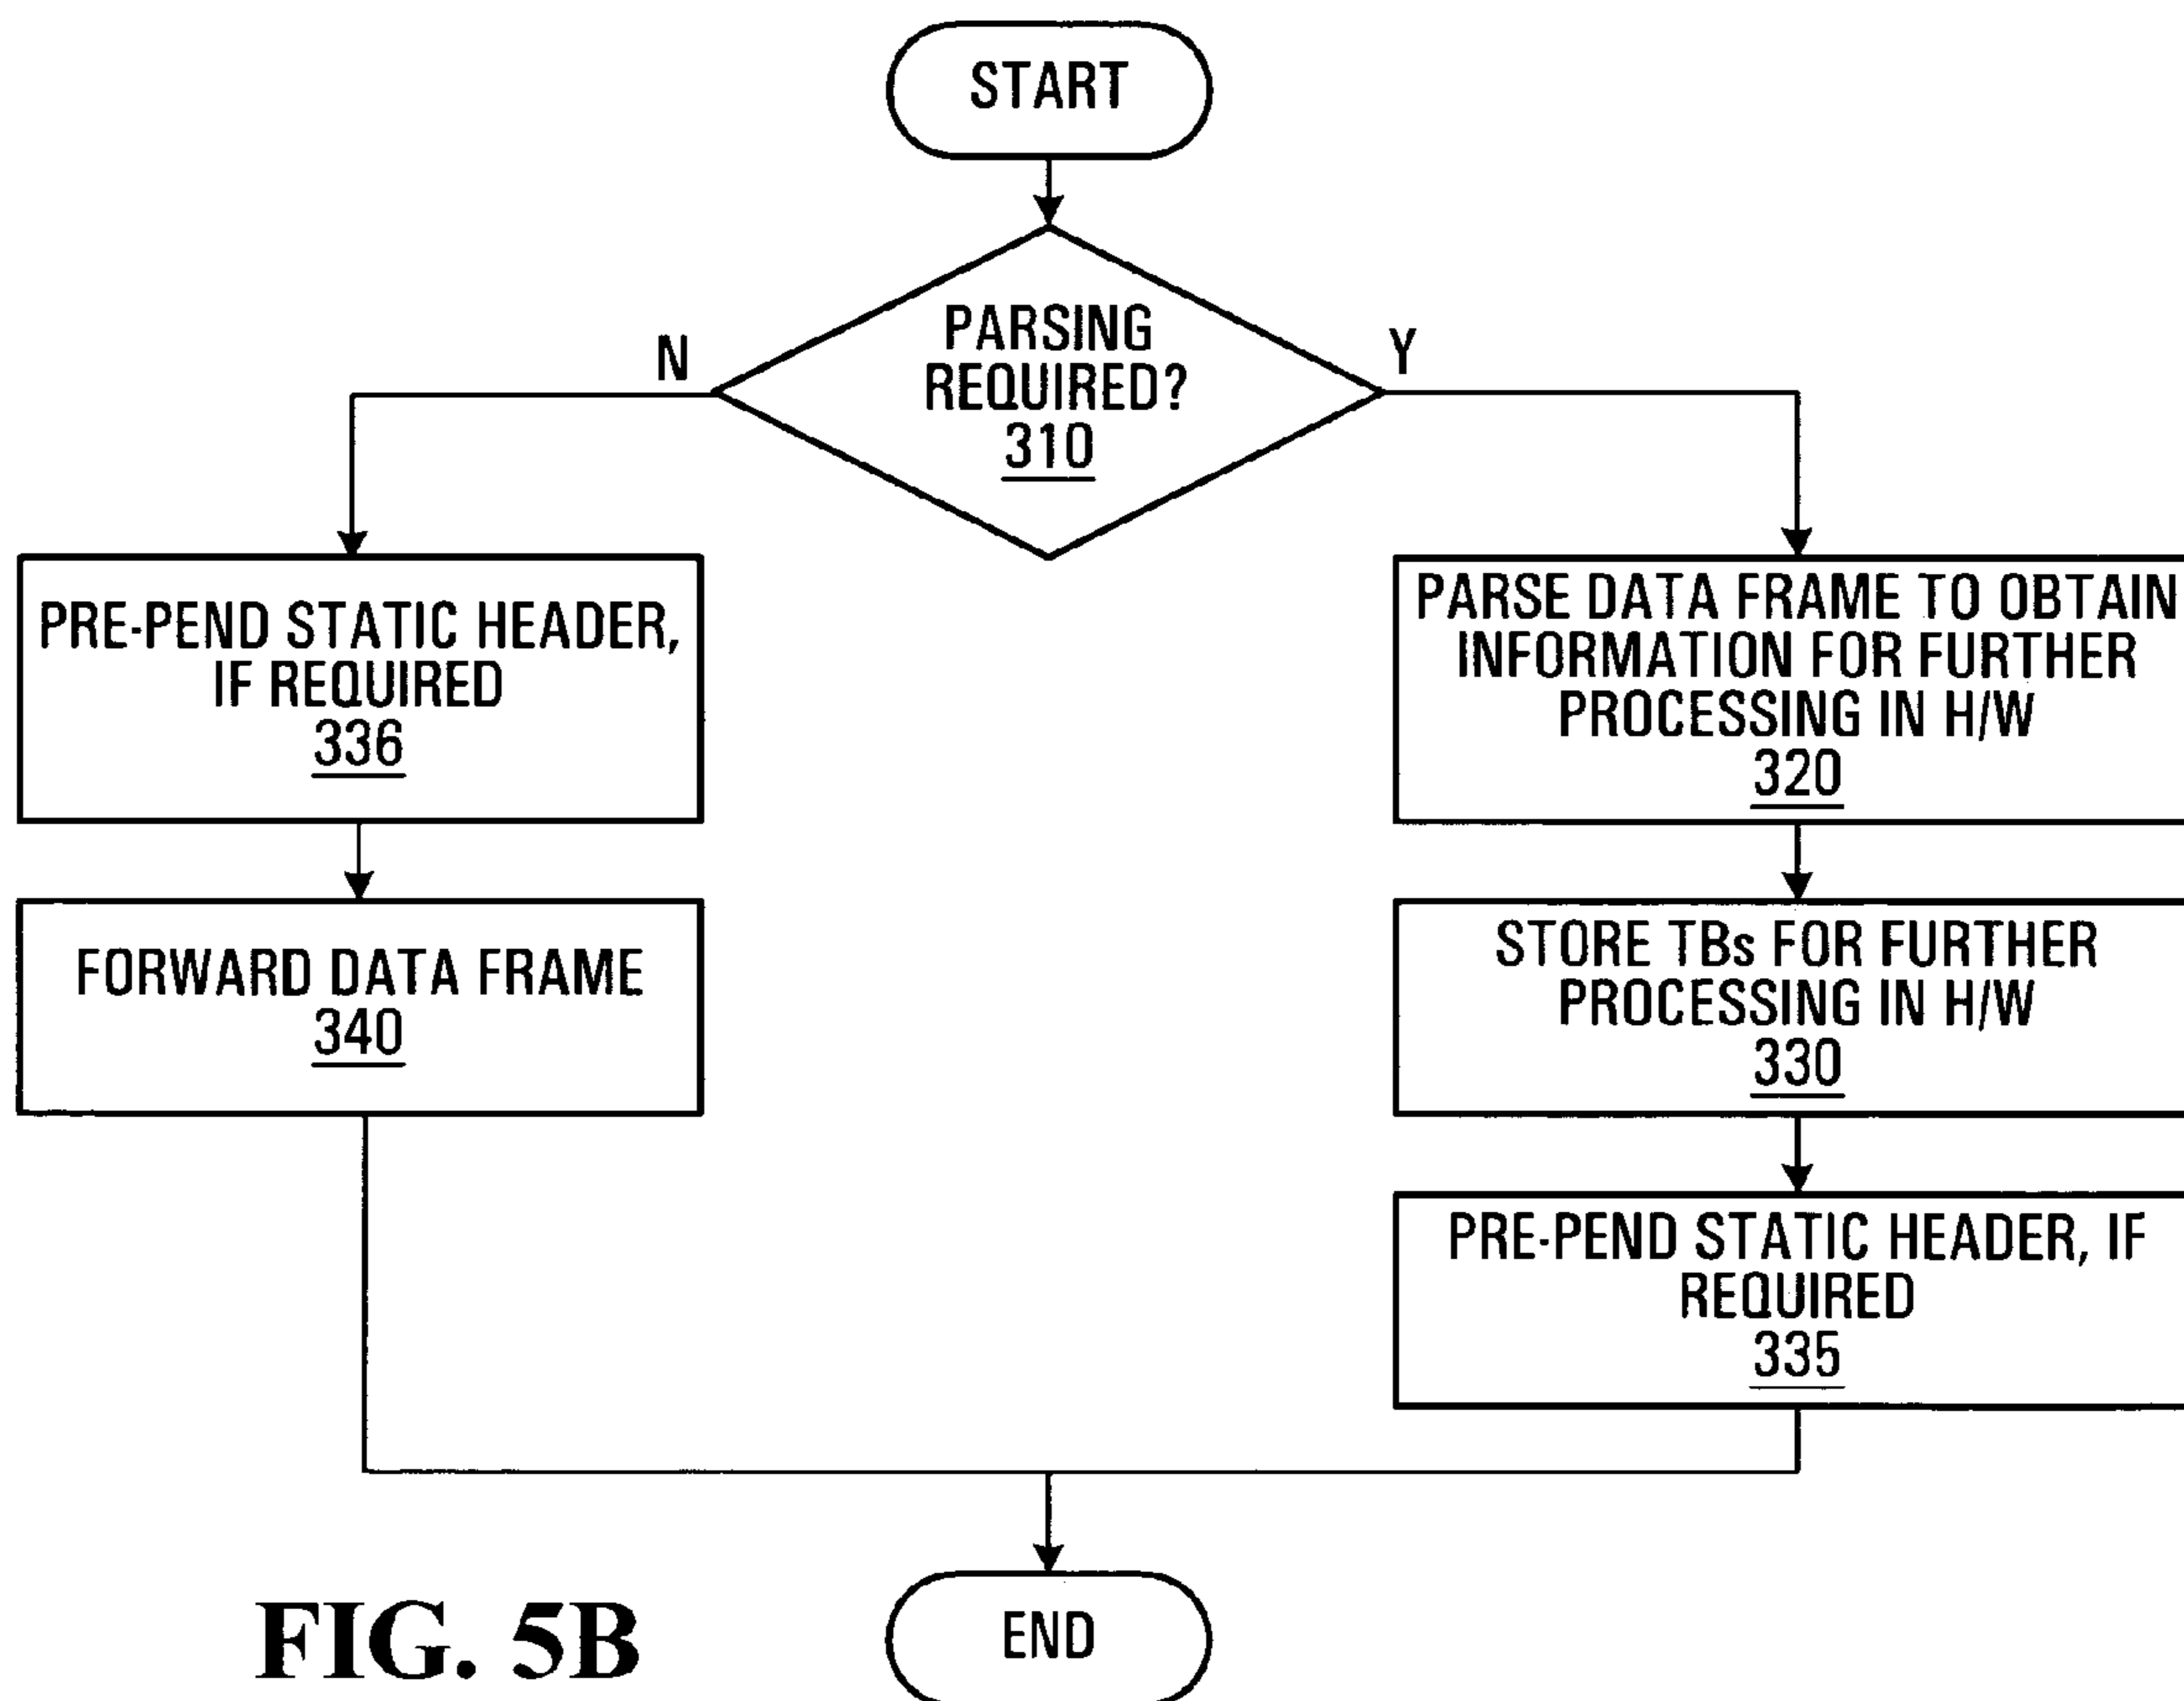 START
PARSING
REQUIRED?
310
N
Y
PRE-PEND STATIC HEADER,
IF REQUIRED
336
FORWARD DATA FRAME
340
PARSE DATA FRAME TO OBTAIN
INFORMATION FOR FURTHER
PROCESSING IN H/W
320
STORE TBs FOR FURTHER
PROCESSING IN H/W
330
PRE-PEND STATIC HEADER, IF
REQUIRED
335
END
FIG. 5B